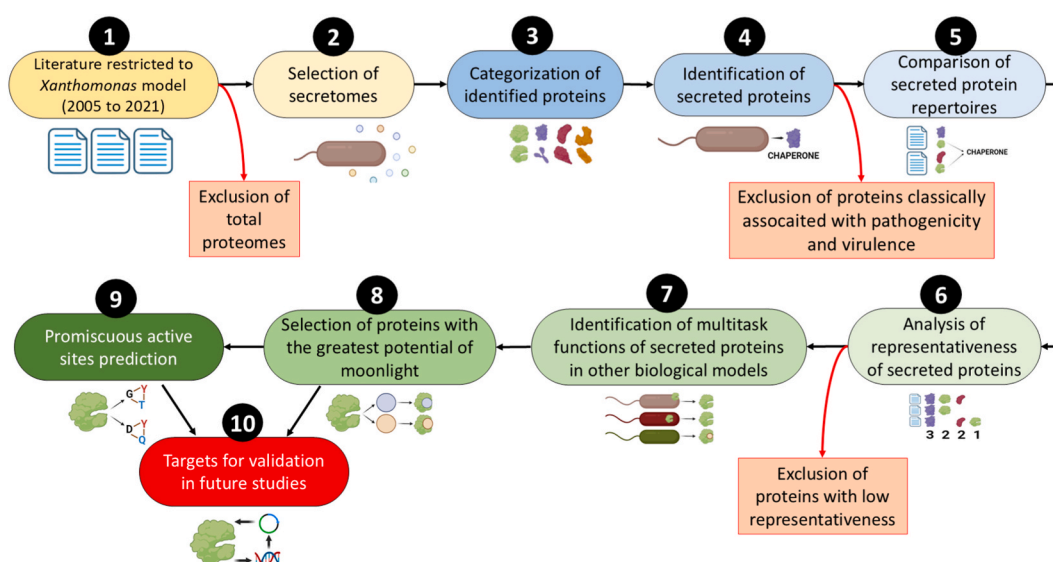 1
Literature restricted to
Xanthomonas model
(2005 to 2021)
2
Selection of
secretomes
3
Categorization of
identified proteins
4
Identification of
secreted proteins
5
Comparison of
secreted protein
repertoires
CHAPERONE
CHAPERONE
Exclusion of
total
proteomes
Exclusion of proteins classically
assocaited with pathogenicity
and virulence
9
Promiscuous active
sites prediction
8
Selection of proteins with
the greatest potential of
moonlight
7
Identification of multitask
functions of secreted proteins
in other biological models
6
Analysis of
representativeness
of secreted proteins
G Y
T
D Y
Q
3 2 2 1
10
Targets for validation
in future studies
Exclusion of
proteins with low
representativeness